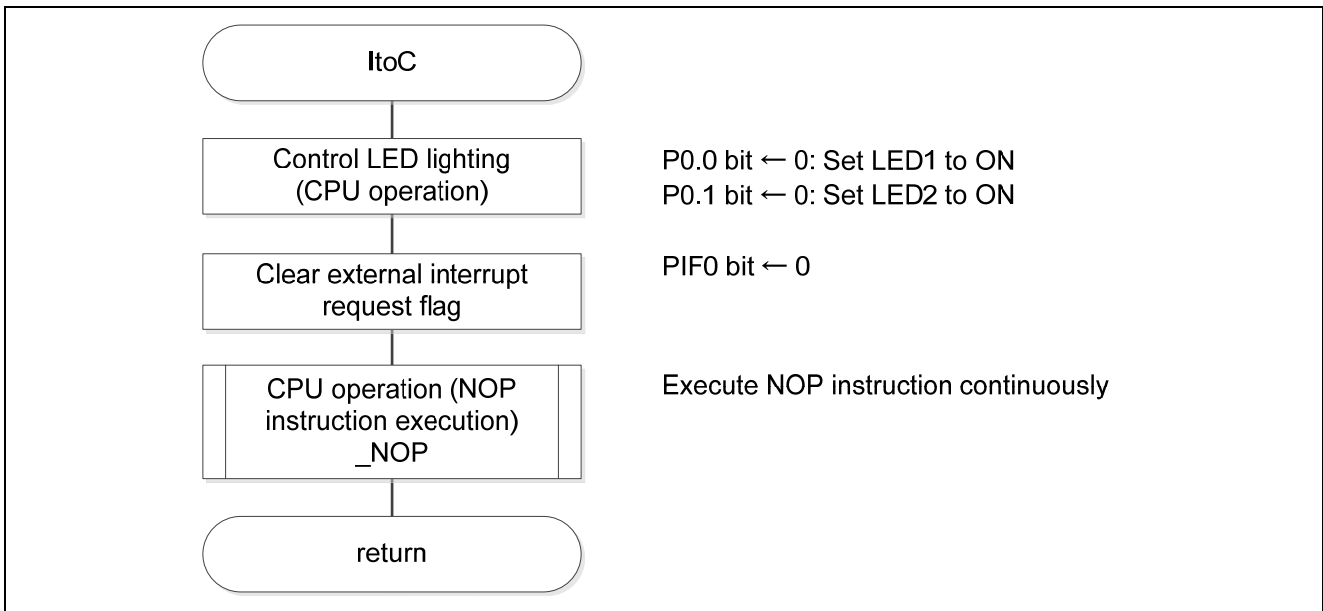 ItoC
Control LED lighting
(CPU operation)
P0.0 bit ← 0: Set LED1 to ON
P0.1 bit ← 0: Set LED2 to ON
Clear external interrupt
request flag
PIF0 bit ← 0
CPU operation (NOP
instruction execution)
_NOP
Execute NOP instruction continuously
return